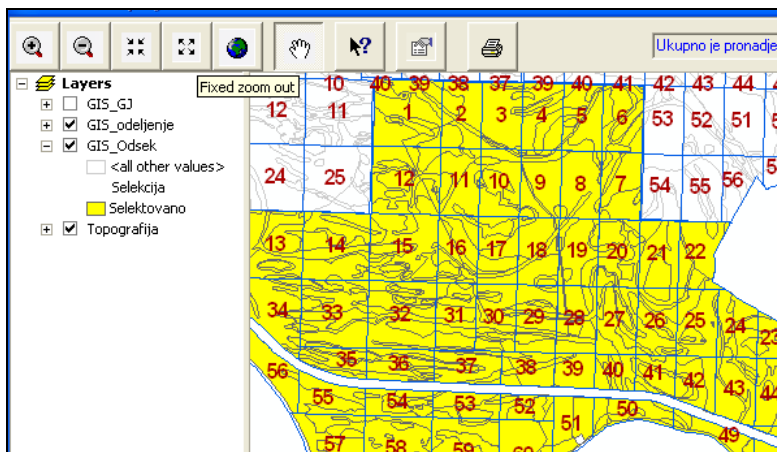 Ukupno je pronadje
Fixed zoom out
Layers
GIS_GJ
GIS_odeljenje
GIS_Odsek
<all other values>
Selekcija
Selektovano
Topografija
10 40 39 38 37 39 40 41 42 43 44
12 11 1 2 3 4 5 6 53 52 51
24 25 12 11 10 9 8 7 54 55 56
13 14 15 16 17 18 19 20 21 22
34 33 32 31 30 29 28 27 26 25 24 23
56 35 36 37 38 39 40 41 42 43 44
55 54 53 52 51 50 49
57 58 59